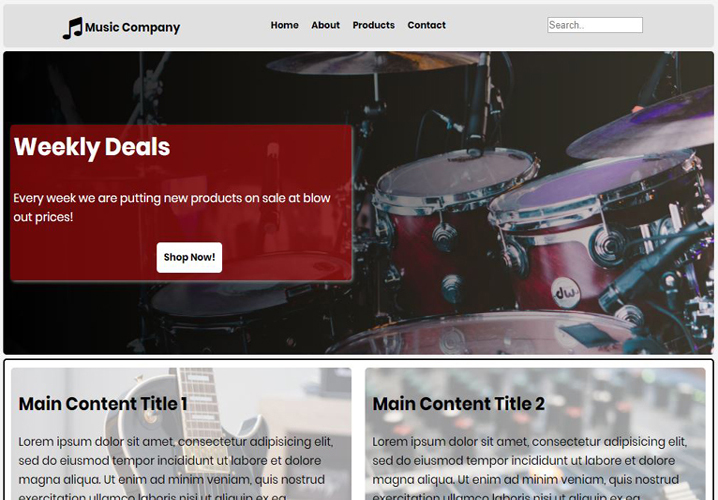 Music Company
Home About Products Contact
Search..
Weekly Deals
Every week we are putting new products on sale at blow
out prices!
Shop Now!
dw
Main Content Title 1
Lorem ipsum dolor sit amet, consectetur adipisicing elit,
sed do eiusmod tempor incididunt ut labore et dolore
magna aliqua. Ut enim ad minim veniam, quis nostrud
exercitation ullamco laboris nisi ut aliquip ex ea
Main Content Title 2
Lorem ipsum dolor sit amet, consectetur adipisicing elit,
sed do eiusmod tempor incididunt ut labore et dolore
magna aliqua. Ut enim ad minim veniam, quis nostrud
exercitation ullamco laboris nisi ut aliquip ex ea